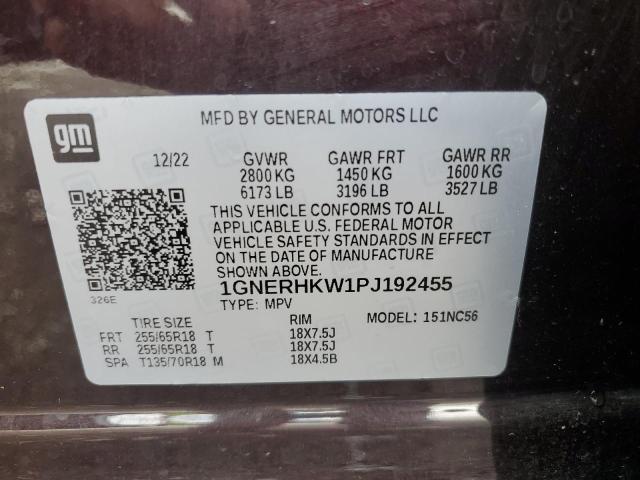 gm
MFD BY GENERAL MOTORS LLC
12/22 GVWR GAWR FRT GAWR RR
2800 KG 1450 KG 1600 KG
6173 LB 3196 LB 3527 LB
THIS VEHICLE CONFORMS TO ALL
APPLICABLE U.S. FEDERAL MOTOR
VEHICLE SAFETY STANDARDS IN EFFECT
ON THE DATE OF MANUFACTURE
SHOWN ABOVE.
326E 1GNERHKW1PJ192455
TYPE: MPV
TIRE SIZE RIM MODEL: 151NC56
FRT 255/65R18 T 18X7.5J
RR 255/65R18 T 18X7.5J
SPA T135/70R18 M 18X4.5B